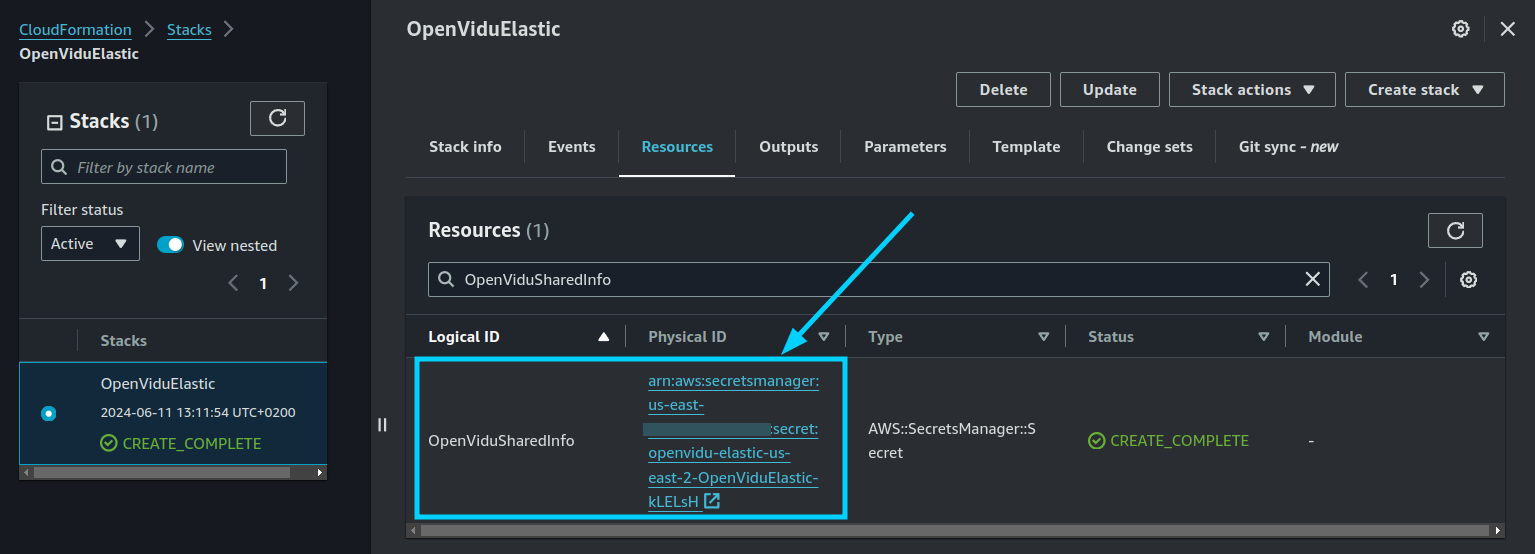 CloudFormation > Stacks >
OpenViduElastic
Stacks (1)
Filter by stack name
Filter status
Active
View nested
1
Stacks
OpenViduElastic
2024-06-11 13:11:54 UTC+0200
CREATE_COMPLETE
OpenViduElastic
Delete Update Stack actions Create stack
Stack info Events Resources Outputs Parameters Template Change sets Git sync - new
Resources (1)
OpenViduSharedInfo 1
Logical ID Physical ID Type Status Module
OpenViduSharedInfo
arn:aws:secretsmanager:
us-east-
:secret:
openvidu-elastic-us-
east-2-OpenViduElastic-
kLELsH
AWS::SecretsManager::S
ecret
CREATE_COMPLETE
-